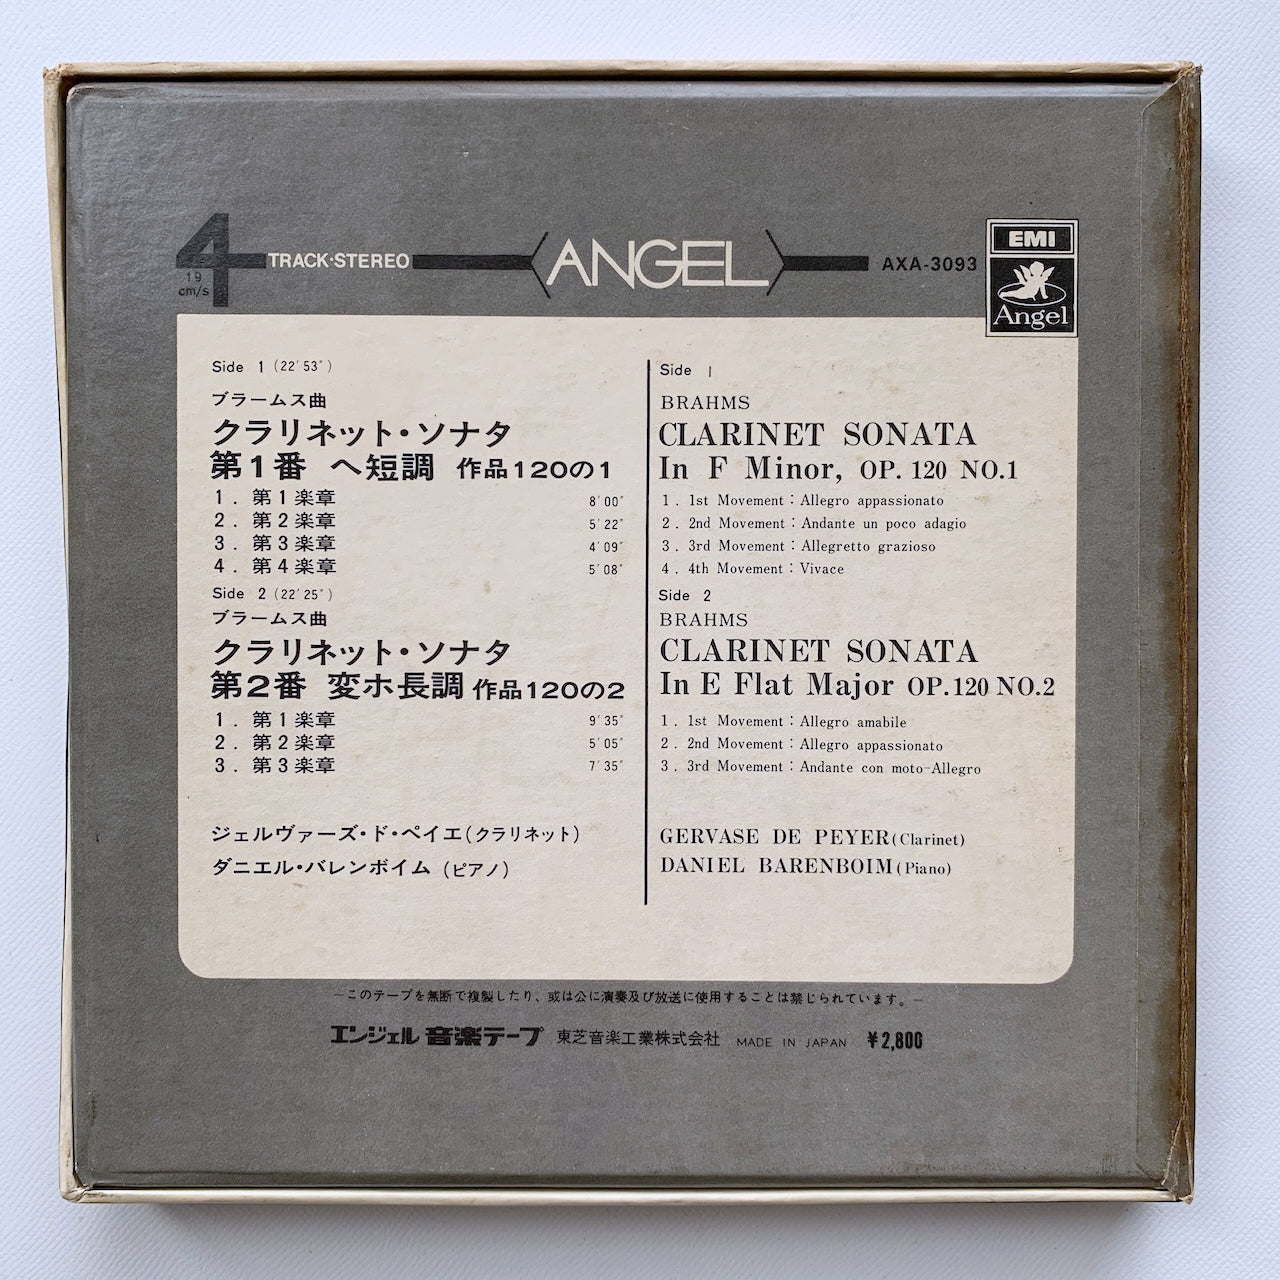 4 TRACK·STEREO
19
cm/s
ANGEL
AXA-3093
EMI
Angel
Side 1 (22′53″)
ブラームス曲
クラリネット・ソナタ
第1番 ヘ短調 作品120の1
1. 第1楽章 8′00″
2. 第2楽章 5′22″
3. 第3楽章 4′09″
4. 第4楽章 5′08″
Side 2 (22′25″)
ブラームス曲
クラリネット・ソナタ
第2番 変ホ長調 作品120の2
1. 第1楽章 9′35″
2. 第2楽章 5′05″
3. 第3楽章 7′35″
ジェルヴァーズ・ド・ペイエ(クラリネット)
ダニエル・バレンボイム (ピアノ)
Side 1
BRAHMS
CLARINET SONATA
In F Minor, OP. 120 NO.1
1. 1st Movement : Allegro appassionato
2. 2nd Movement : Andante un poco adagio
3. 3rd Movement : Allegretto grazioso
4. 4th Movement : Vivace
Side 2
BRAHMS
CLARINET SONATA
In E Flat Major OP.120 NO.2
1. 1st Movement : Allegro amabile
2. 2nd Movement : Allegro appassionato
3. 3rd Movement : Andante con moto-Allegro
GERVASE DE PEYER(Clarinet)
DANIEL BARENBOIM(Piano)
—このテープを無断で複製したり、或は公に演奏及び放送に使用することは禁じられています。—
エンジェル 音楽テープ 東芝音楽工業株式会社 MADE IN JAPAN ¥2,800